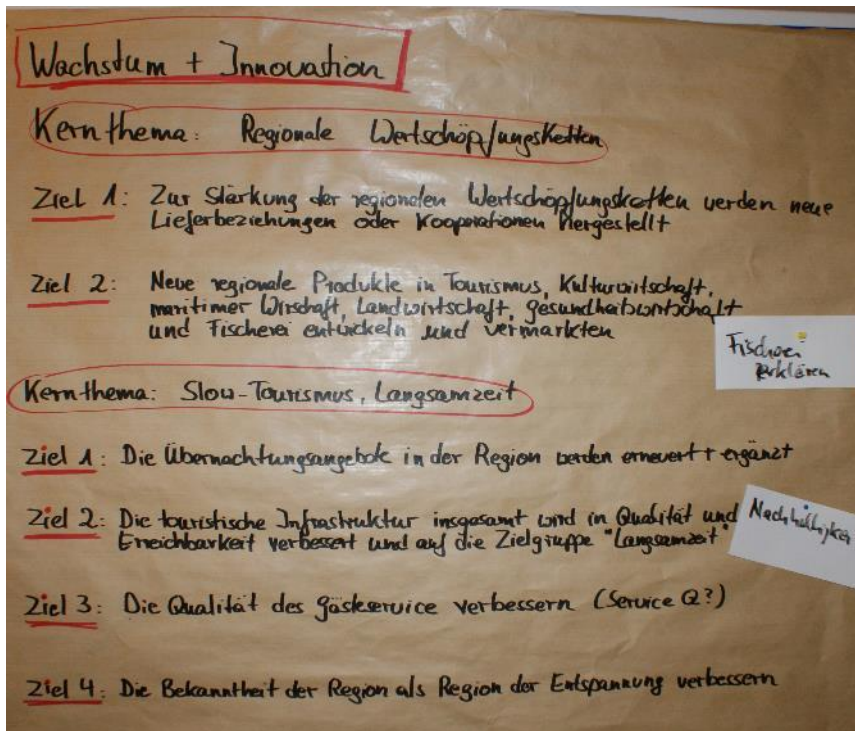 Wachstum + Innovation
Kernthema: Regionale Wertschöpfungsketten
Ziel 1: Zur Stärkung der regionalen Wertschöpfungsketten werden neue
Lieferbeziehungen oder Kooperationen hergestellt
Ziel 2: Neue regionale Produkte in Tourismus, Kulturwirtschaft,
maritimer Wirschaft, Landwirtschaft, Gesundheitswirtschaft
und Fischerei entwickeln und vermarkten
Fischerei
erklären
Kernthema: Slow-Tourismus, Langsamzeit
Ziel 1: Die Übernachtungsangebote in der Region werden erneuert + ergänzt
Ziel 2: Die touristische Infrastruktur insgesamt wird in Qualität und
Erreichbarkeit verbessert und auf die Zielgruppe "Langsamzeit"
Ziel 3: Die Qualität des Gästeservice verbessern (Service Q?)
Ziel 4: Die Bekanntheit der Region als Region der Entspannung verbessern